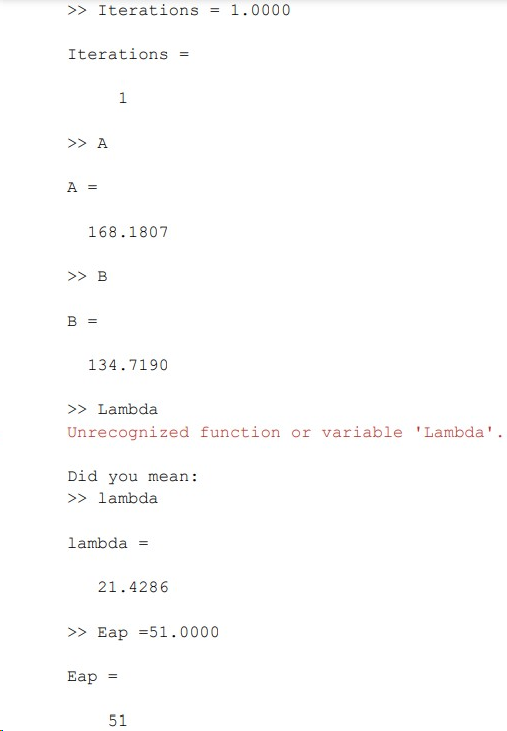 >> Iterations = 1.0000
Iterations =
1
>> A
A =
168.1807
>> B
B =
134.7190
>> Lambda
Unrecognized function or variable 'Lambda'.
Did you mean:
>> lambda
lambda =
21.4286
>> Eap =51.0000
Eap =
51